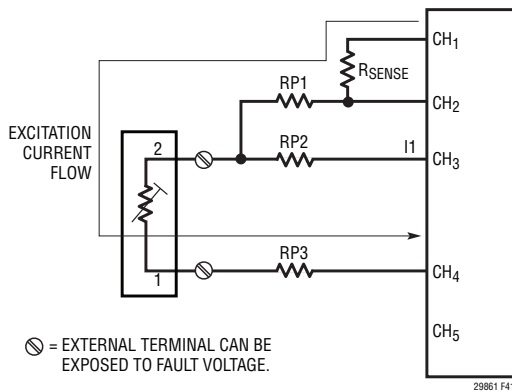 CH1
RSENSE
RP1
CH2
EXCITATION
CURRENT
FLOW
2
RP2
I1
CH3
RP3
1
CH4
= EXTERNAL TERMINAL CAN BE
EXPOSED TO FAULT VOLTAGE.
CH5
29861 F41